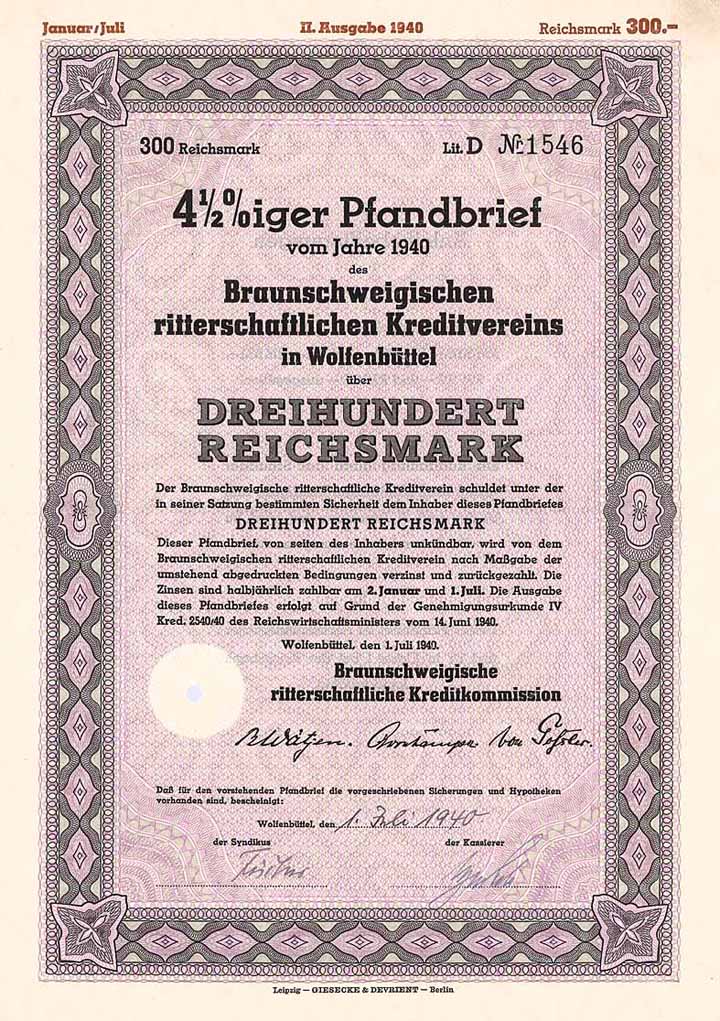 Januar/Juli II. Ausgabe 1940 Reichsmark 300.-
300 Reichsmark Lit. D № 1546
4½%iger Pfandbrief
vom Jahre 1940
des
Braunschweigischen
ritterschaftlichen Kreditvereins
in Wolfenbüttel
über
DREIHUNDERT
REICHSMARK
Der Braunschweigische ritterschaftliche Kreditverein schuldet unter der
in seiner Satzung bestimmten Sicherheit dem Inhaber dieses Pfandbriefes
DREIHUNDERT REICHSMARK
Dieser Pfandbrief, von seiten des Inhabers unkündbar, wird von dem
Braunschweigischen ritterschaftlichen Kreditverein nach Maßgabe der
umstehend abgedruckten Bedingungen verzinst und zurückgezahlt. Die
Zinsen sind halbjährlich zahlbar am 2. Januar und 1. Juli. Die Ausgabe
dieses Pfandbriefes erfolgt auf Grund der Genehmigungsurkunde IV
Kred. 2540/40 des Reichswirtschaftsministers vom 14. Juni 1940.
Wolfenbüttel, den 1. Juli 1940.
Braunschweigische
ritterschaftliche Kreditkommission
Daß für den vorstehenden Pfandbrief die vorgeschriebenen Sicherungen und Hypotheken
vorhanden sind, bescheinigt:
Wolfenbüttel, den 1. Juli 1940
der Syndikus der Kassierer
Leipzig — GIESECKE & DEVRIENT — Berlin